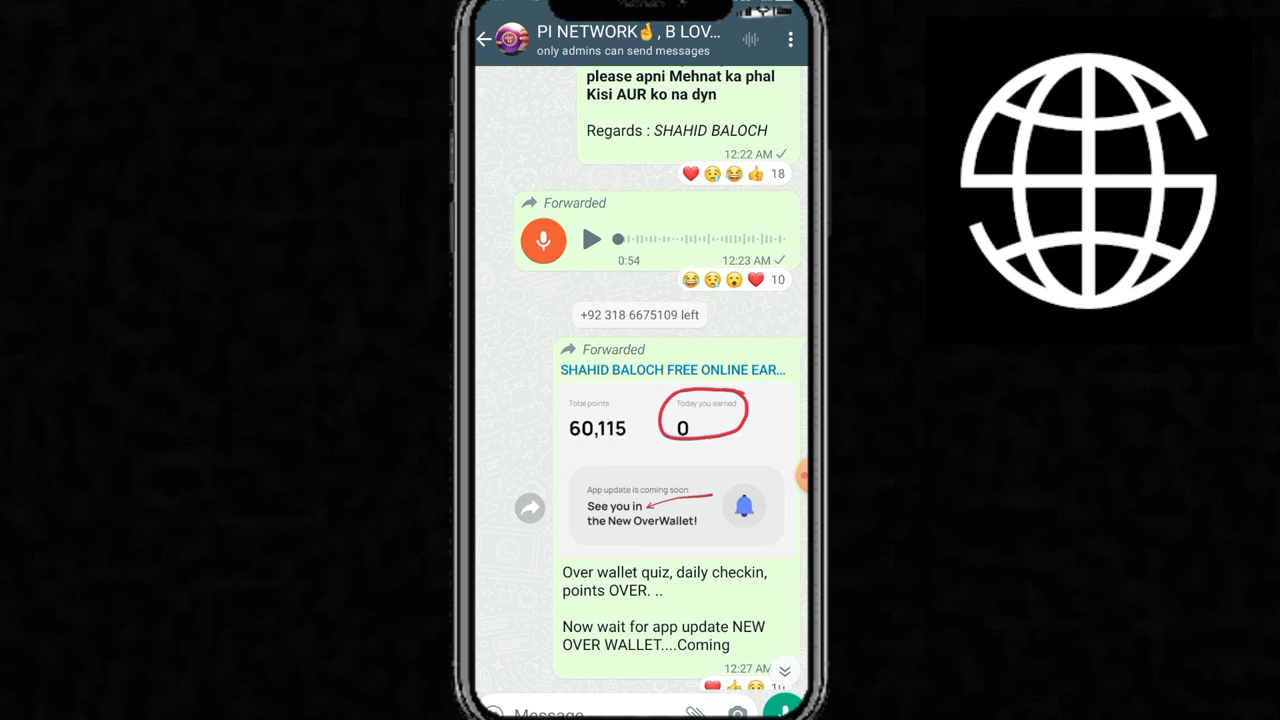 PI NETWORK🤞, B LOV...
only admins can send messages
please apni Mehnat ka phal
Kisi AUR ko na dyn
Regards : SHAHID BALOCH
12:22 AM
18
Forwarded
0:54
12:23 AM
10
+92 318 6675109 left
Forwarded
SHAHID BALOCH FREE ONLINE EAR...
Total points
Today you earned
60,115
0
App update is coming soon
See you in
the New OverWallet!
Over wallet quiz, daily checkin,
points OVER. ..
Now wait for app update NEW
OVER WALLET....Coming
12:27 AM
Message